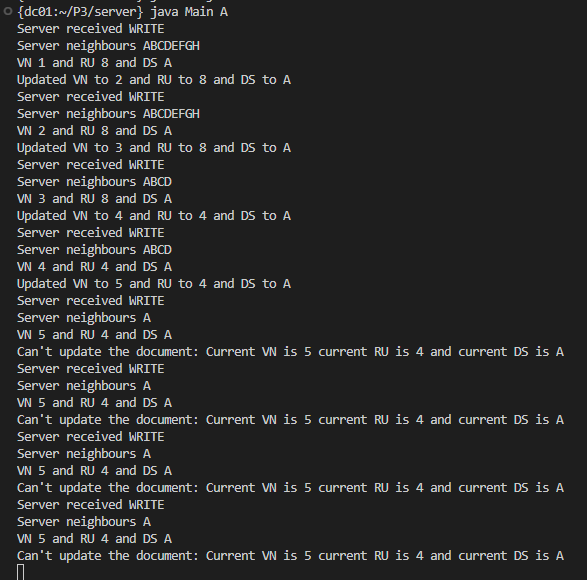 {dc01:~/P3/server} java Main A
Server received WRITE
Server neighbours ABCDEFGH
VN 1 and RU 8 and DS A
Updated VN to 2 and RU to 8 and DS to A
Server received WRITE
Server neighbours ABCDEFGH
VN 2 and RU 8 and DS A
Updated VN to 3 and RU to 8 and DS to A
Server received WRITE
Server neighbours ABCD
VN 3 and RU 8 and DS A
Updated VN to 4 and RU to 4 and DS to A
Server received WRITE
Server neighbours ABCD
VN 4 and RU 4 and DS A
Updated VN to 5 and RU to 4 and DS to A
Server received WRITE
Server neighbours A
VN 5 and RU 4 and DS A
Can't update the document: Current VN is 5 current RU is 4 and current DS is A
Server received WRITE
Server neighbours A
VN 5 and RU 4 and DS A
Can't update the document: Current VN is 5 current RU is 4 and current DS is A
Server received WRITE
Server neighbours A
VN 5 and RU 4 and DS A
Can't update the document: Current VN is 5 current RU is 4 and current DS is A
Server received WRITE
Server neighbours A
VN 5 and RU 4 and DS A
Can't update the document: Current VN is 5 current RU is 4 and current DS is A